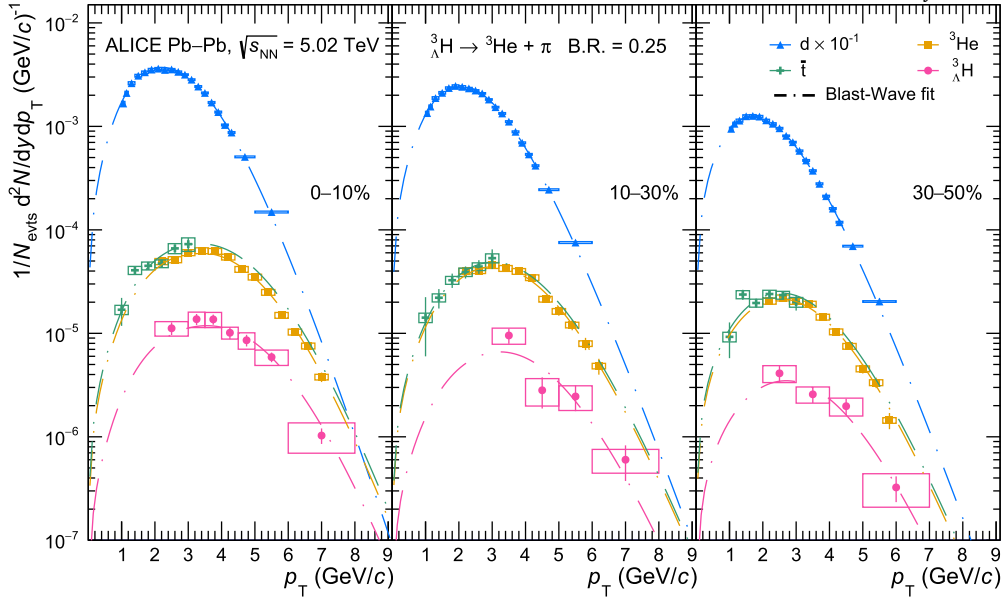 1/N_evts d²N/dydp_T (GeV/c)⁻¹
10⁻²
10⁻³
10⁻⁴
10⁻⁵
10⁻⁶
10⁻⁷
ALICE Pb–Pb, √s_NN = 5.02 TeV
0–10%
1 2 3 4 5 6 7 8 9
p_T (GeV/c)
³_ΛH → ³He + π B.R. = 0.25
10–30%
1 2 3 4 5 6 7 8 9
p_T (GeV/c)
d × 10⁻¹
³He
t̄
³_ΛH
Blast-Wave fit
30–50%
1 2 3 4 5 6 7 8 9
p_T (GeV/c)